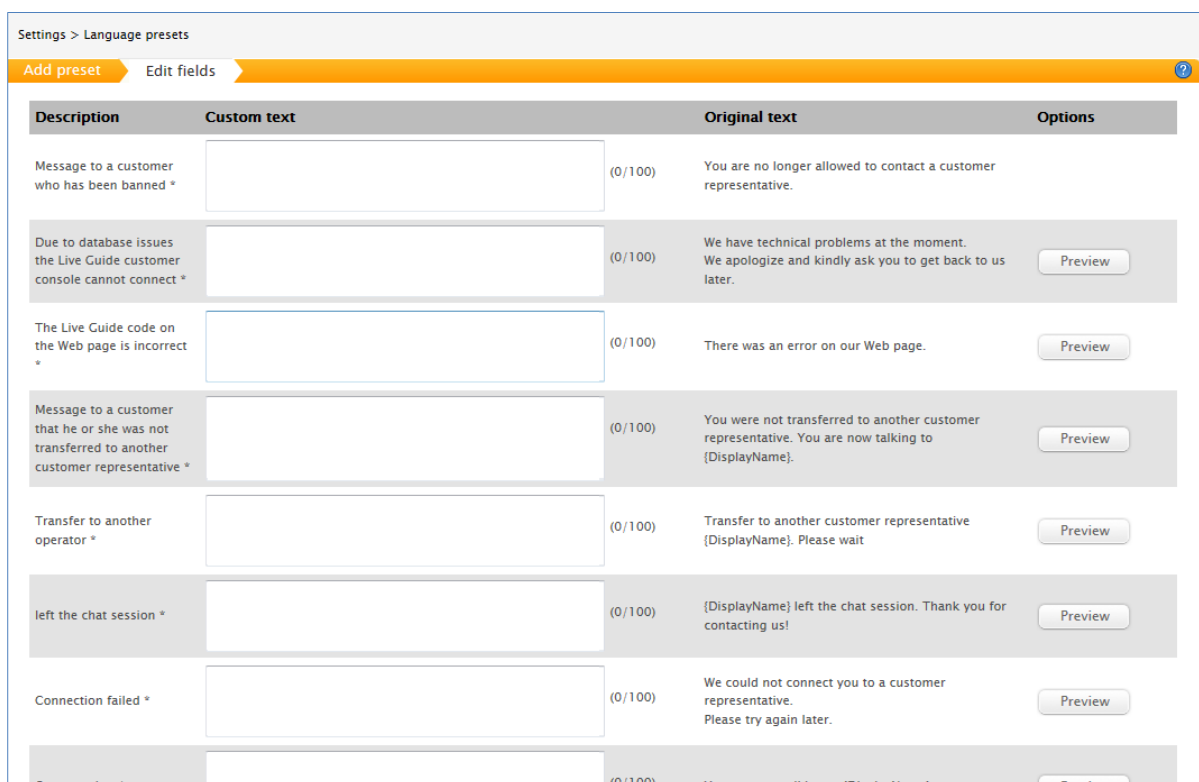 Settings > Language presets
Add preset
Edit fields
?
Description
Custom text
Original text
Options
Message to a customer
who has been banned *
(0/100)
You are no longer allowed to contact a customer
representative.
Due to database issues
the Live Guide customer
console cannot connect *
(0/100)
We have technical problems at the moment.
We apologize and kindly ask you to get back to us
later.
Preview
The Live Guide code on
the Web page is incorrect
*
(0/100)
There was an error on our Web page.
Preview
Message to a customer
that he or she was not
transferred to another
customer representative *
(0/100)
You were not transferred to another customer
representative. You are now talking to
{DisplayName}.
Preview
Transfer to another
operator *
(0/100)
Transfer to another customer representative
{DisplayName}. Please wait
Preview
left the chat session *
(0/100)
{DisplayName} left the chat session. Thank you for
contacting us!
Preview
Connection failed *
(0/100)
We could not connect you to a customer
representative.
Please try again later.
Preview
(0/100)